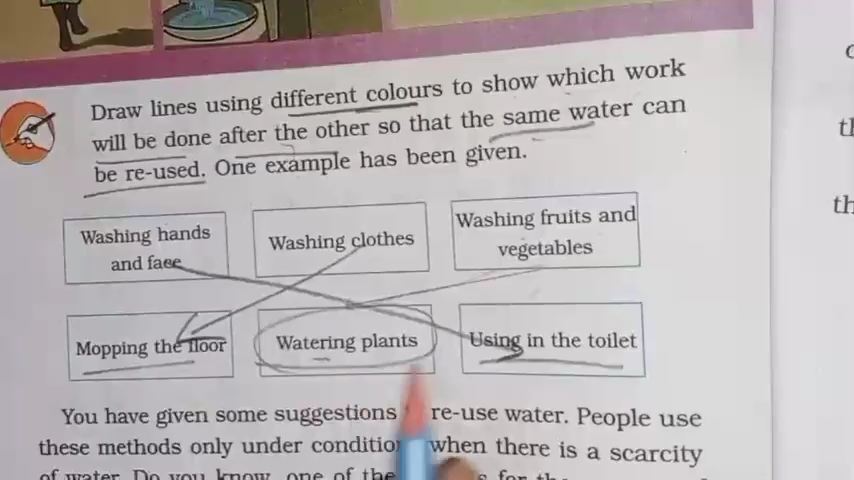 Draw lines using different colours to show which work
will be done after the other so that the same water can
be re-used. One example has been given.
Washing hands
and face
Washing clothes
Washing fruits and
vegetables
Mopping the floor
Watering plants
Using in the toilet
You have given some suggestions re-use water. People use
these methods only under when there is a scarcity
of water. Do you know, one of the for the